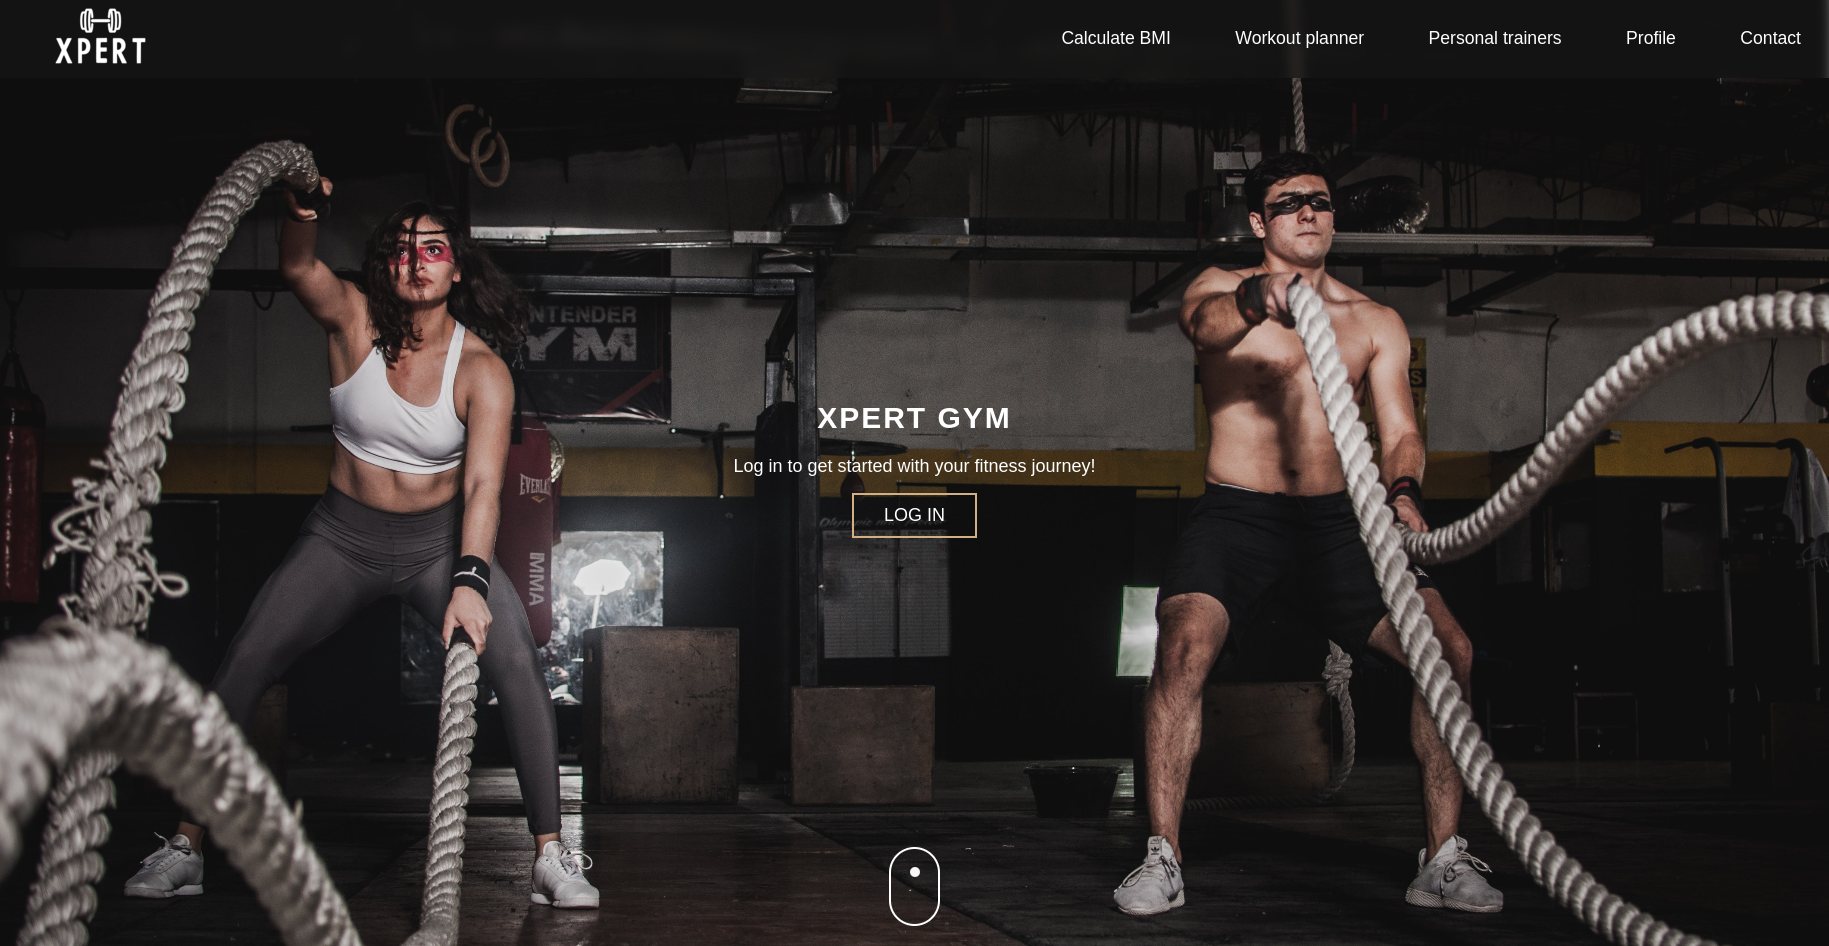 XPERT
Calculate BMI
Workout planner
Personal trainers
Profile
Contact
NTENDER
YM
XPERT GYM
Log in to get started with your fitness journey!
LOG IN
EVERLAST
MMA